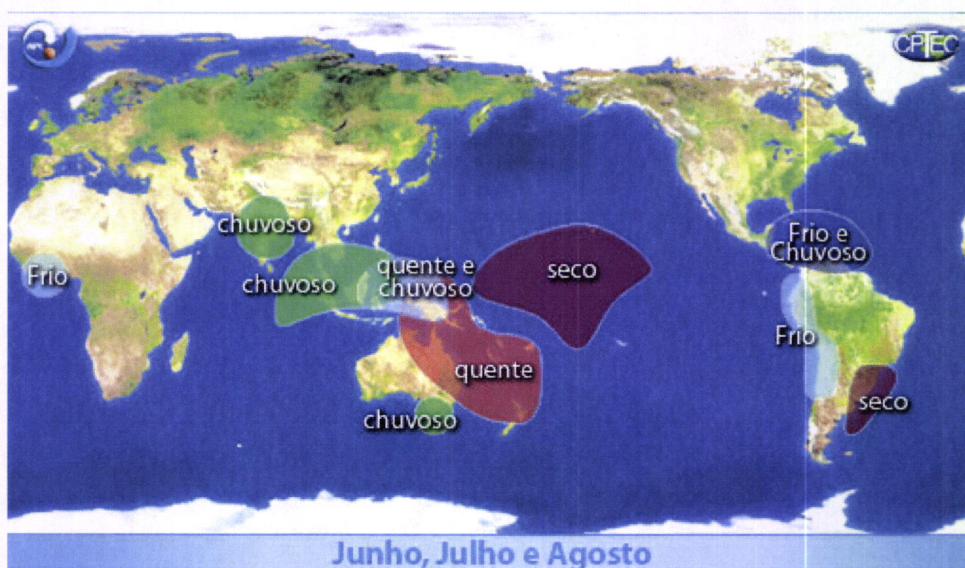 CPTEC
chuvoso
Frio
chuvoso
quente e
chuvoso
seco
Frio e
Chuvoso
Frio
quente
seco
chuvoso
Junho, Julho e Agosto